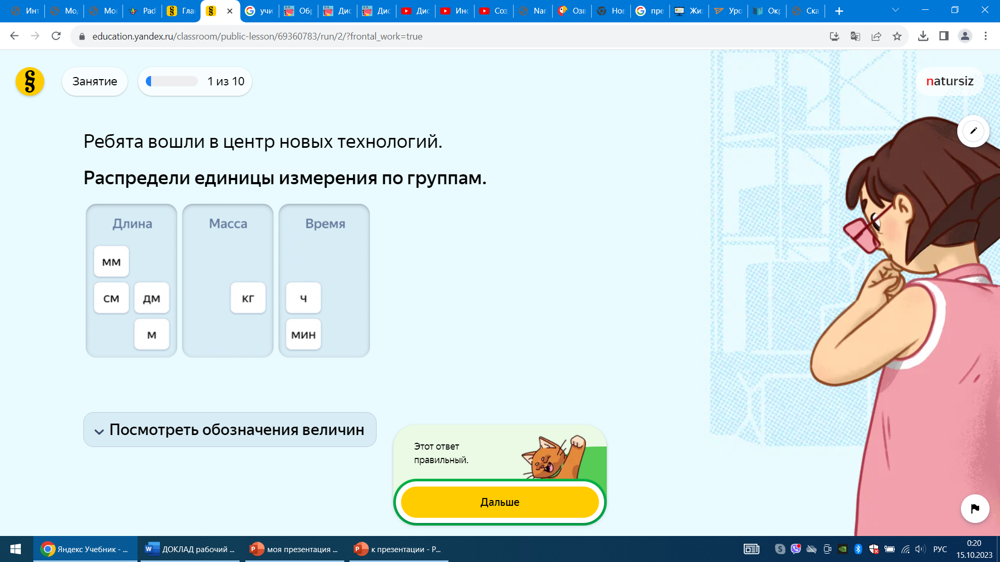 Инт
Мод
Мо
Pad
Глав
учи
Обр
Дис
Дис
Дис
Инс
Соз
Nar
Озв
Нов
пре
Жиз
Уро
Окр
Ска
education.yandex.ru/classroom/public-lesson/69360783/run/2/?frontal_work=true
Занятие
1 из 10
natursiz
Ребята вошли в центр новых технологий.
Распредели единицы измерения по группам.
Длина Масса Время
мм
см дм кг ч
м мин
Посмотреть обозначения величин
Этот ответ
правильный.
Дальше
Яндекс Учебник - ...
ДОКЛАД рабочий ...
моя презентация ...
к презентации - P...
РУС
0:20
15.10.2023